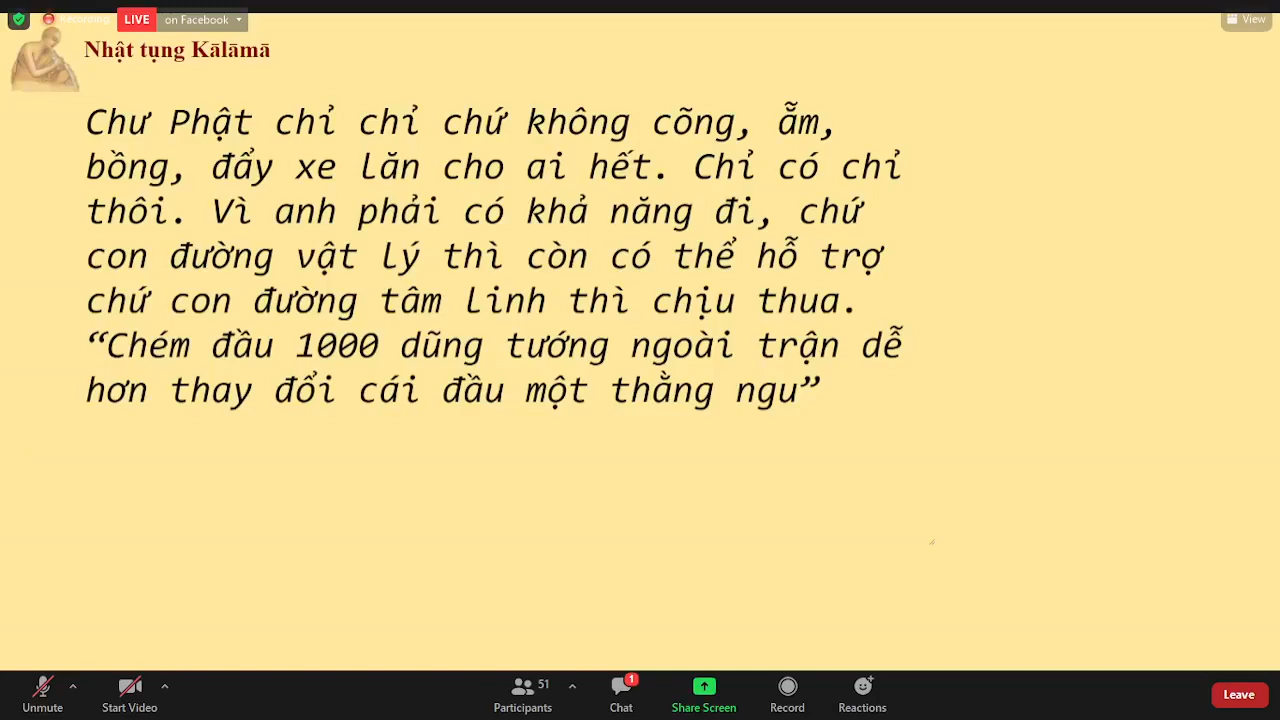 Recording LIVE on Facebook View
Nhật tụng Kālāmā
Chư Phật chỉ chỉ chứ không cõng, ẵm,
bồng, đẩy xe lăn cho ai hết. Chỉ có chỉ
thôi. Vì anh phải có khả năng đi, chứ
con đường vật lý thì còn có thể hỗ trợ
chứ con đường tâm linh thì chịu thua.
“Chém đầu 1000 dũng tướng ngoài trận dễ
hơn thay đổi cái đầu một thằng ngu”
51 1
Unmute Start Video Participants Chat Share Screen Record Reactions Leave